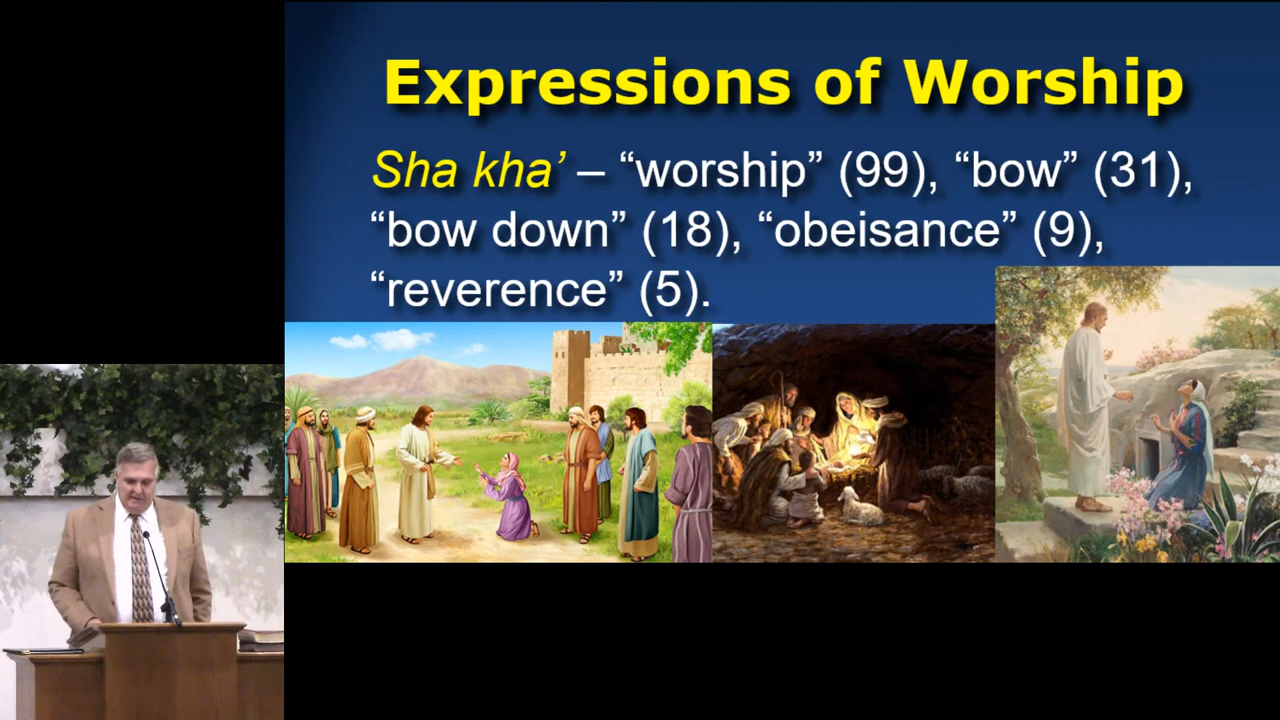 Expressions of Worship
Sha kha’ – “worship” (99), “bow” (31),
“bow down” (18), “obeisance” (9),
“reverence” (5).